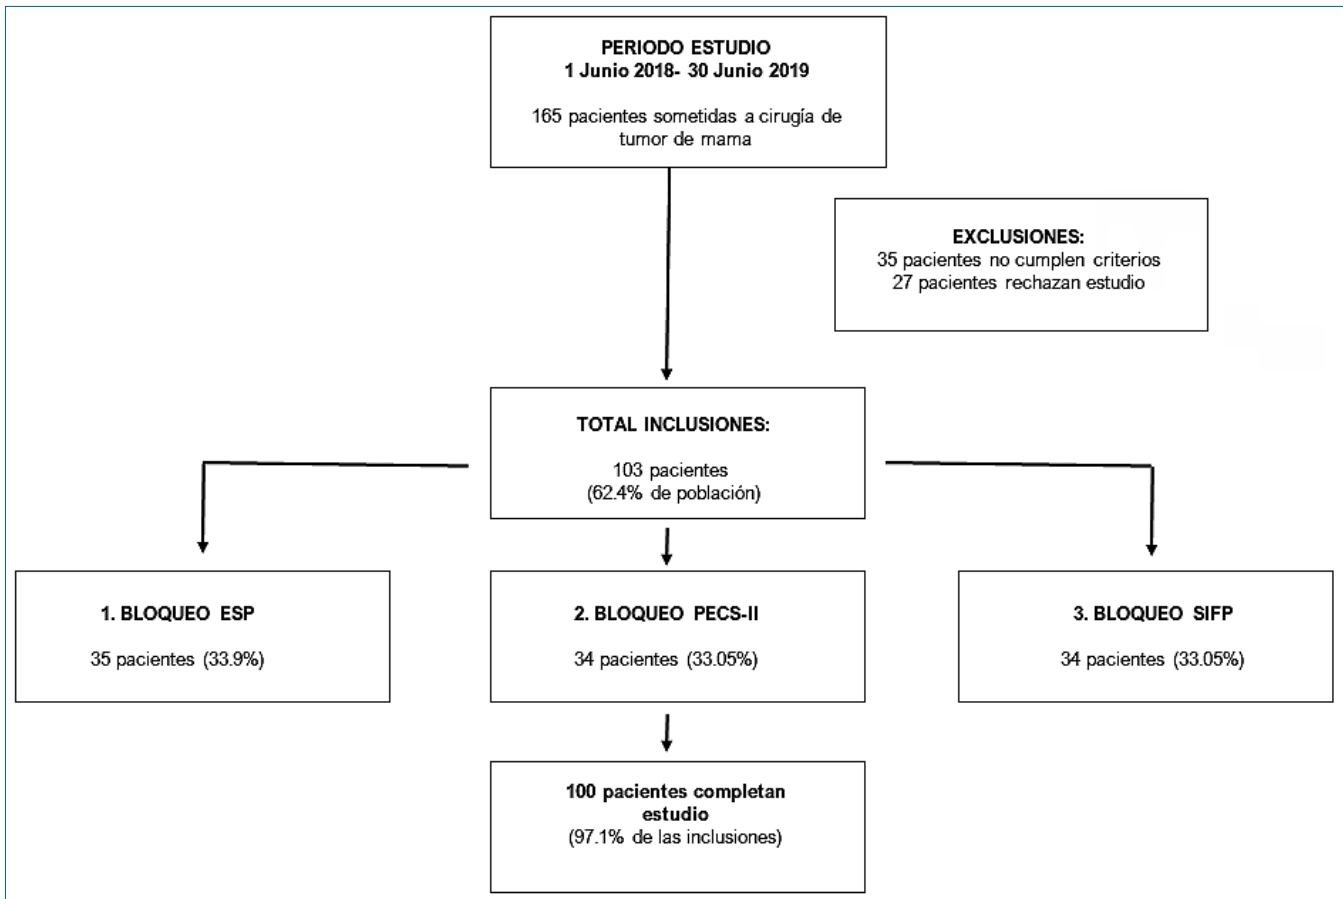 PERIODO ESTUDIO
1 Junio 2018- 30 Junio 2019
165 pacientes sometidas a cirugía de
tumor de mama
EXCLUSIONES:
35 pacientes no cumplen criterios
27 pacientes rechazan estudio
TOTAL INCLUSIONES:
103 pacientes
(62.4% de población)
1. BLOQUEO ESP
35 pacientes (33.9%)
2. BLOQUEO PECS-II
34 pacientes (33.05%)
3. BLOQUEO SIFP
34 pacientes (33.05%)
100 pacientes completan
estudio
(97.1% de las inclusiones)